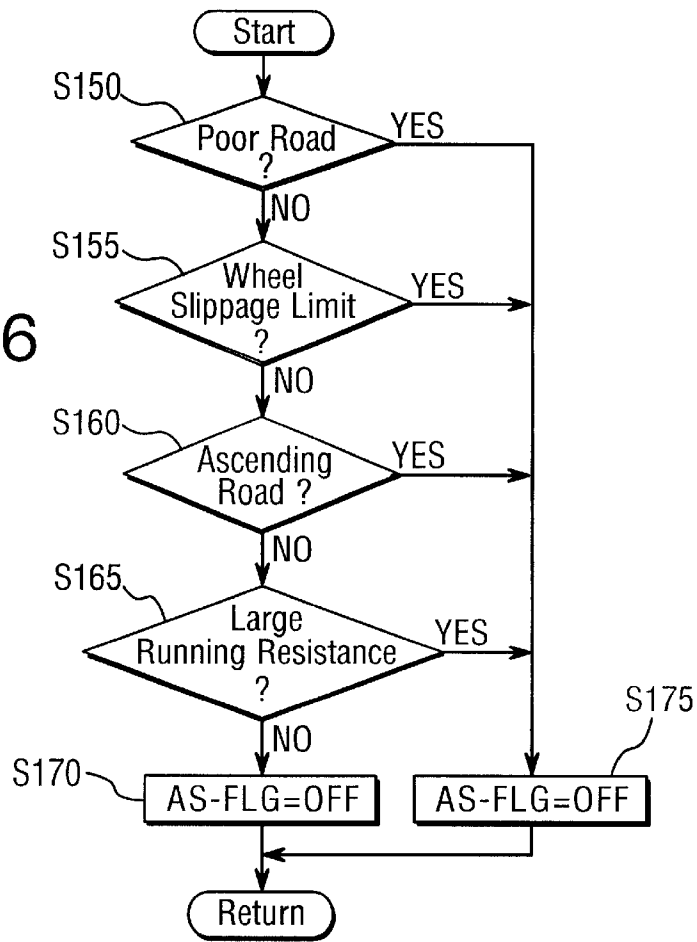 Start
S150
Poor Road
?
YES
NO
S155
Wheel
Slippage Limit
?
YES
6
NO
S160
Ascending
Road ?
YES
NO
S165
Large
Running Resistance
?
YES
NO
S175
S170
AS-FLG=OFF
AS-FLG=OFF
Return